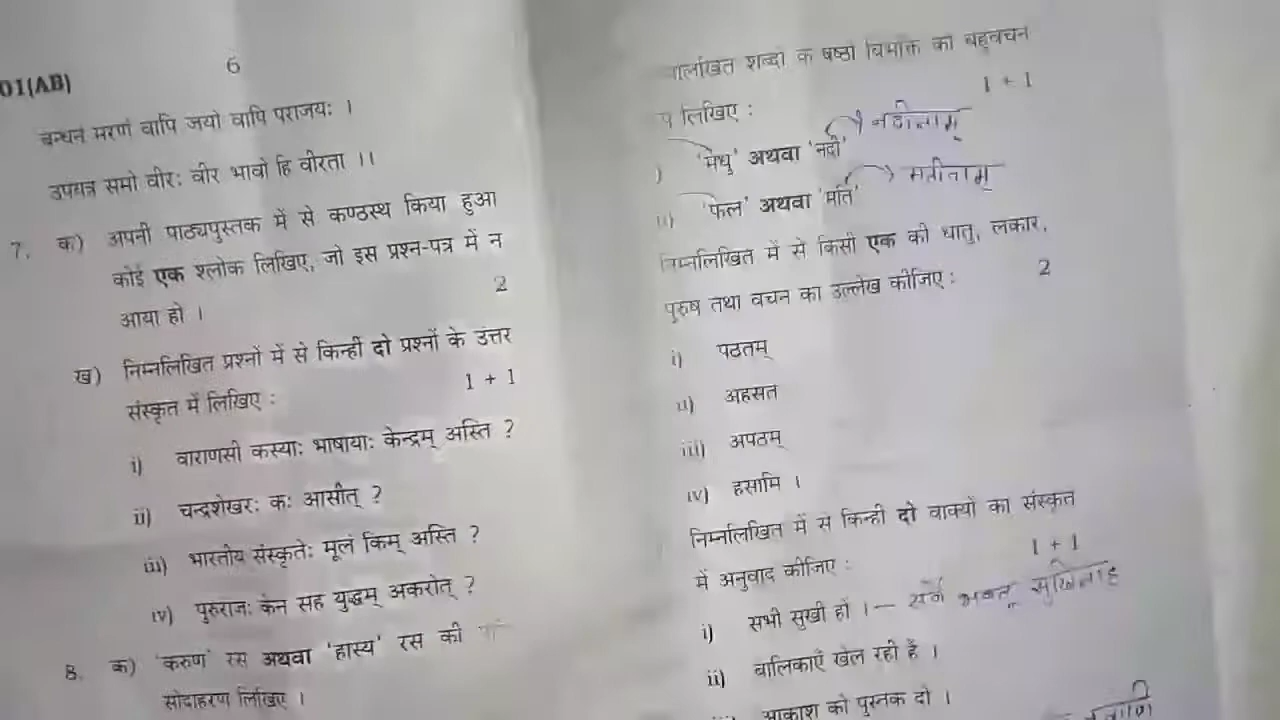 01(AB)
6
बन्धनं मरणं वापि जयो वापि पराजयः ।
उपयत्र समो वीरः वीर भावो हि वीरता ।।
7. क) अपनी पाठ्यपुस्तक में से कण्ठस्थ किया हुआ
कोई एक श्लोक लिखिए, जो इस प्रश्न-पत्र में न
आया हो । 2
ख) निम्नलिखित प्रश्नों में से किन्हीं दो प्रश्नों के उत्तर
संस्कृत में लिखिए : 1 + 1
i) वाराणसी कस्याः भाषायाः केन्द्रम् अस्ति ?
ii) चन्द्रशेखरः कः आसीत् ?
iii) भारतीय संस्कृतेः मूलं किम् अस्ति ?
iv) पुरुराजः केन सह युद्धम् अकरोत् ?
8. क) 'करुण' रस अथवा 'हास्य' रस की
सोदाहरण लिखिए ।
शब्दों के षष्ठी विभक्ति का बहुवचन
लिखिए : 1 + 1
) 'मधु' अथवा 'नदी' → नदीनाम्
ii) 'फल' अथवा 'मति' → मतीनाम्
निम्नलिखित में से किसी एक की धातु, लकार,
पुरुष तथा वचन का उल्लेख कीजिए : 2
i) पठतम्
ii) अहसत
iii) अपठम्
iv) हसामि ।
निम्नलिखित में से किन्हीं दो वाक्यों का संस्कृत
में अनुवाद कीजिए : 1 + 1
i) सभी सुखी हों । — सर्वे भवन्तु सुखिनाः
ii) बालिकाएँ खेल रही हैं ।
आकाश को पुस्तक दो ।